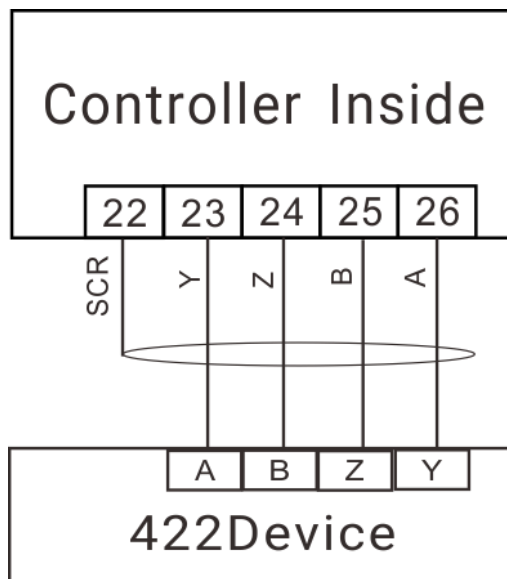 Controller Inside
22 23 24 25 26
SCR Y Z B A
A B Z Y
422Device